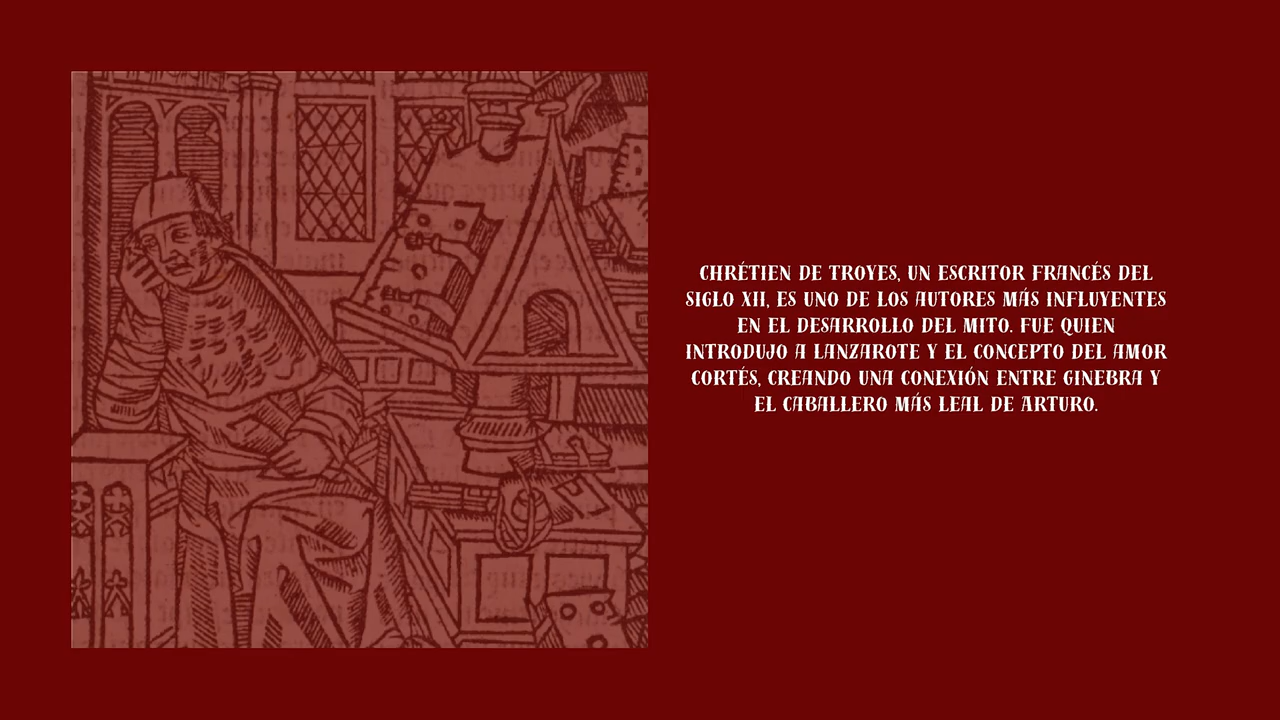 CHRÉTIEN DE TROYES, UN ESCRITOR FRANCÉS DEL
SIGLO XII, ES UNO DE LOS AUTORES MÁS INFLUYENTES
EN EL DESARROLLO DEL MITO. FUE QUIEN
INTRODUJO A LANZAROTE Y EL CONCEPTO DEL AMOR
CORTÉS, CREANDO UNA CONEXIÓN ENTRE GINEBRA Y
EL CABALLERO MÁS LEAL DE ARTURO.